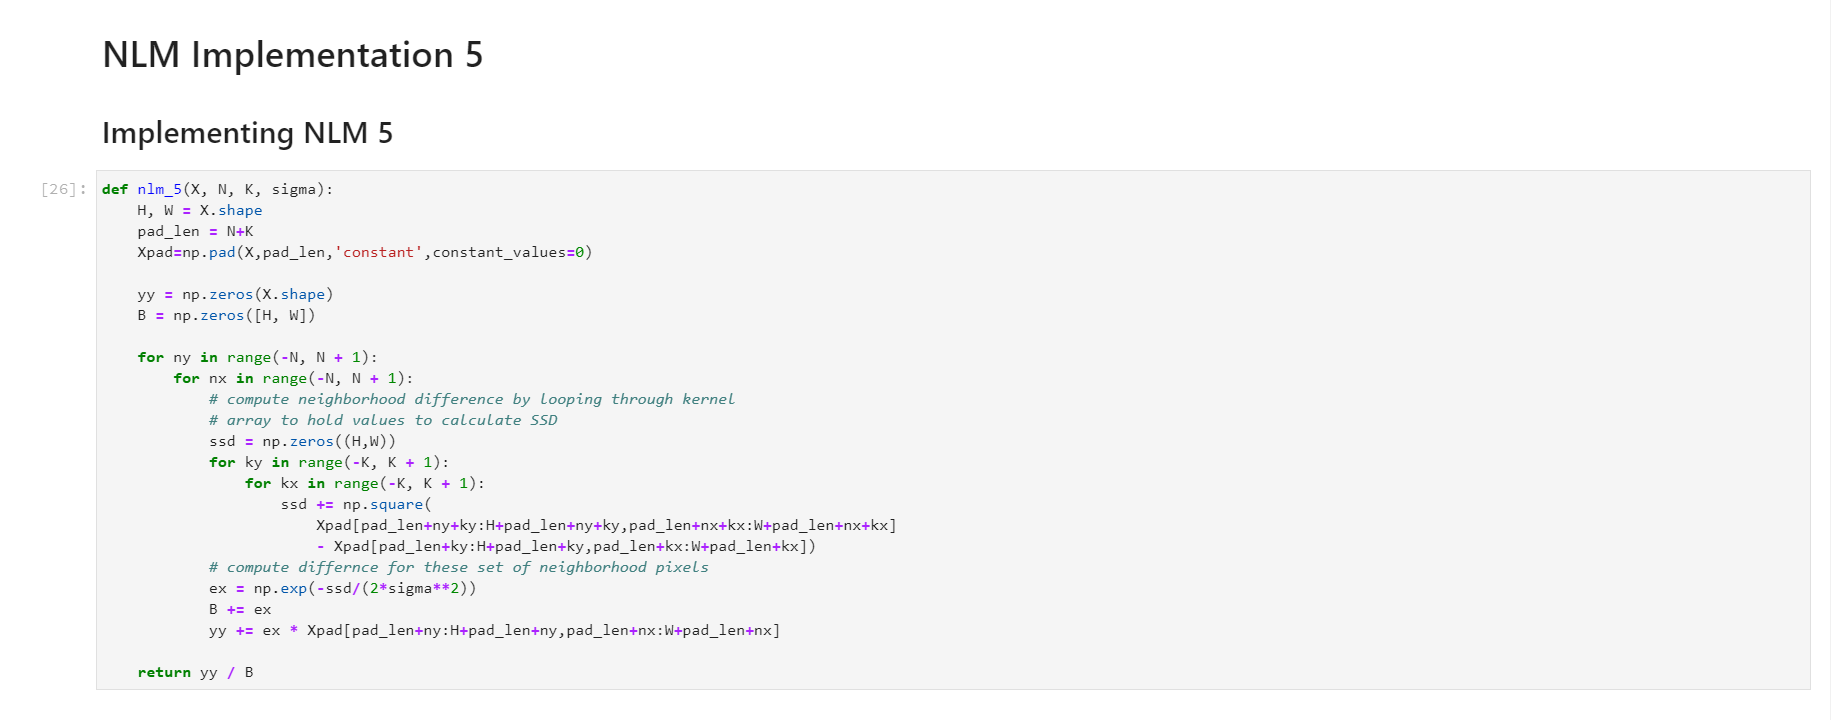 NLM Implementation 5
Implementing NLM 5
[26]: def nlm_5(X, N, K, sigma):
    H, W = X.shape
    pad_len = N+K
    Xpad=np.pad(X,pad_len,'constant',constant_values=0)
    yy = np.zeros(X.shape)
    B = np.zeros([H, W])
    for ny in range(-N, N + 1):
        for nx in range(-N, N + 1):
            # compute neighborhood difference by looping through kernel
            # array to hold values to calculate SSD
            ssd = np.zeros((H,W))
            for ky in range(-K, K + 1):
                for kx in range(-K, K + 1):
                    ssd += np.square(
                        Xpad[pad_len+ny+ky:H+pad_len+ny+ky,pad_len+nx+kx:W+pad_len+nx+kx]
                        - Xpad[pad_len+ky:H+pad_len+ky,pad_len+kx:W+pad_len+kx])
            # compute differnce for these set of neighborhood pixels
            ex = np.exp(-ssd/(2*sigma**2))
            B += ex
            yy += ex * Xpad[pad_len+ny:H+pad_len+ny,pad_len+nx:W+pad_len+nx]
    return yy / B